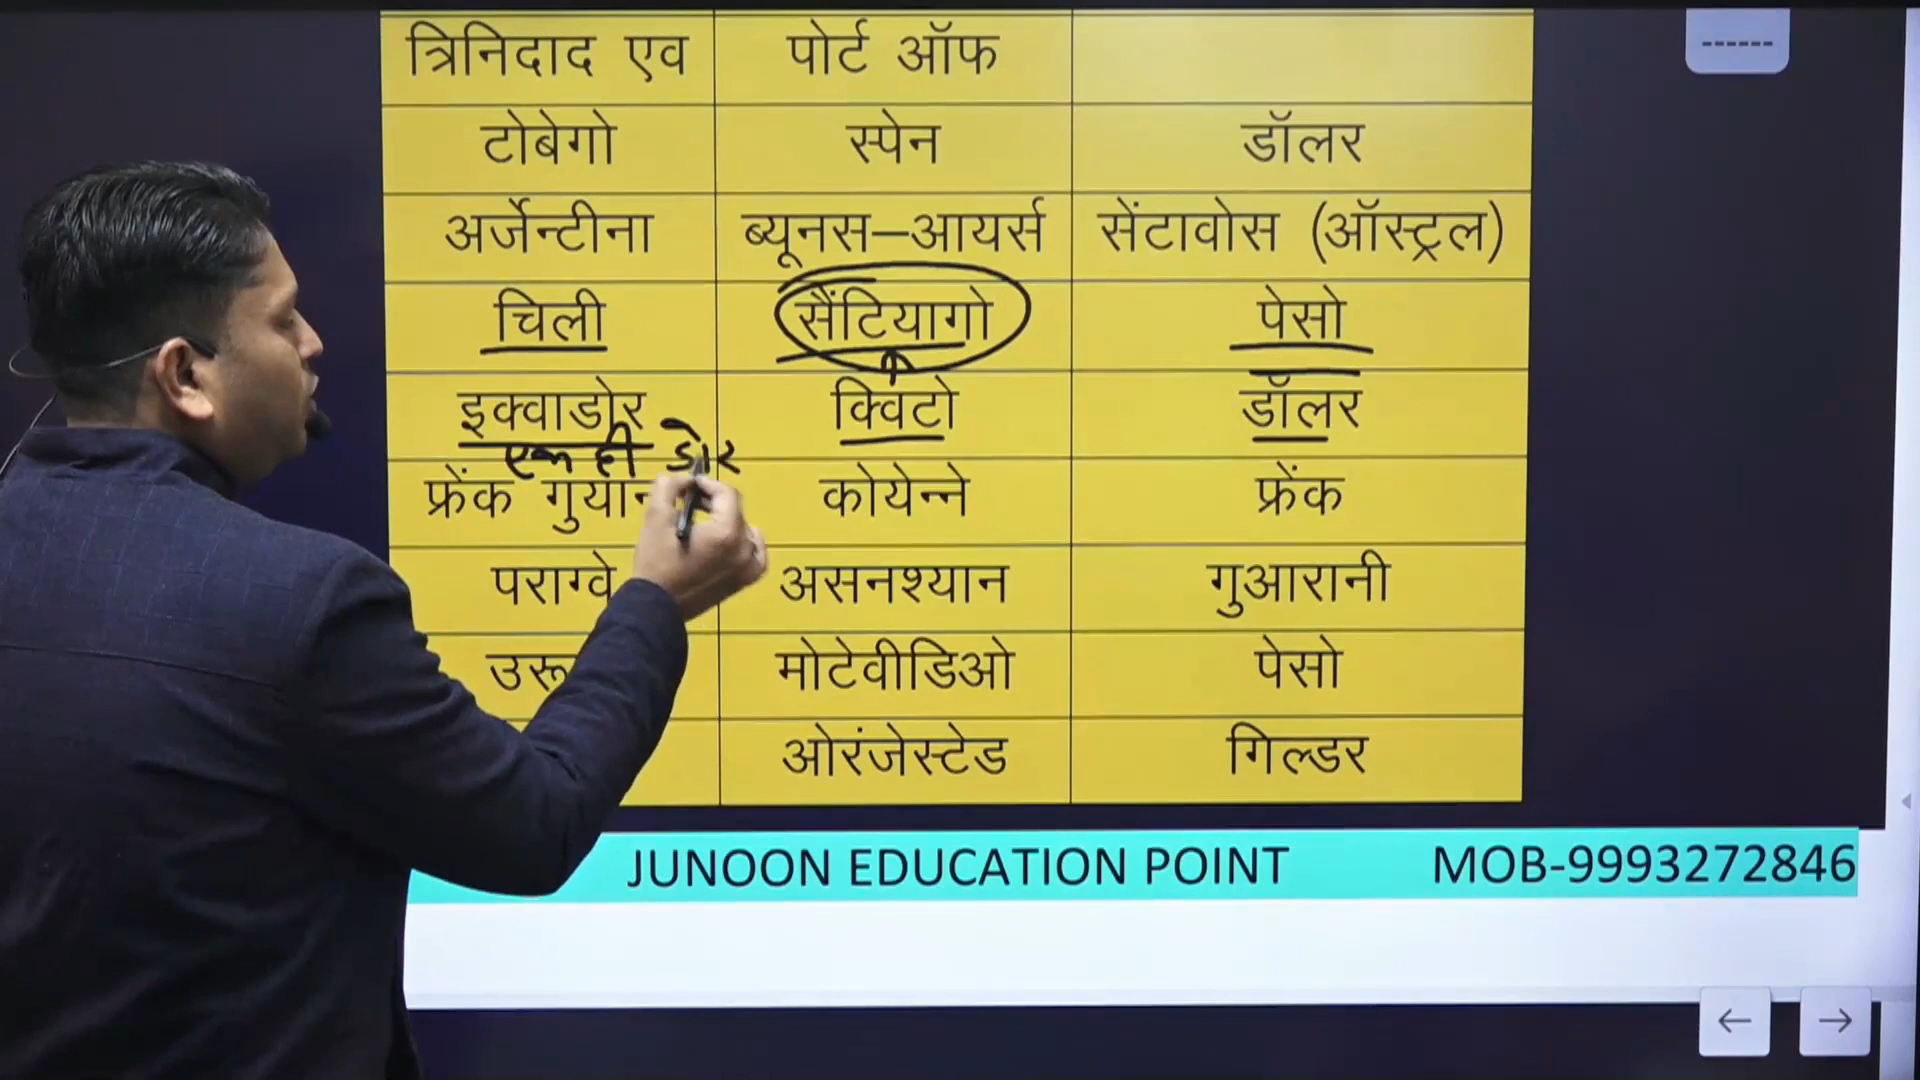 त्रिनिदाद एव पोर्ट ऑफ
टोबेगो स्पेन डॉलर
अर्जेन्टीना ब्यूनस–आयर्स सेंटावोस (ऑस्ट्रल)
चिली सैंटियागो पेसो
इक्वाडोर क्विटो डॉलर
एक ही डोर
फ्रेंक कोयेन्ने फ्रेंक
पराग्वे असनश्यान गुआरानी
मोटेवीडिओ पेसो
ओरंजेस्टेड गिल्डर
JUNOON EDUCATION POINT MOB-9993272846